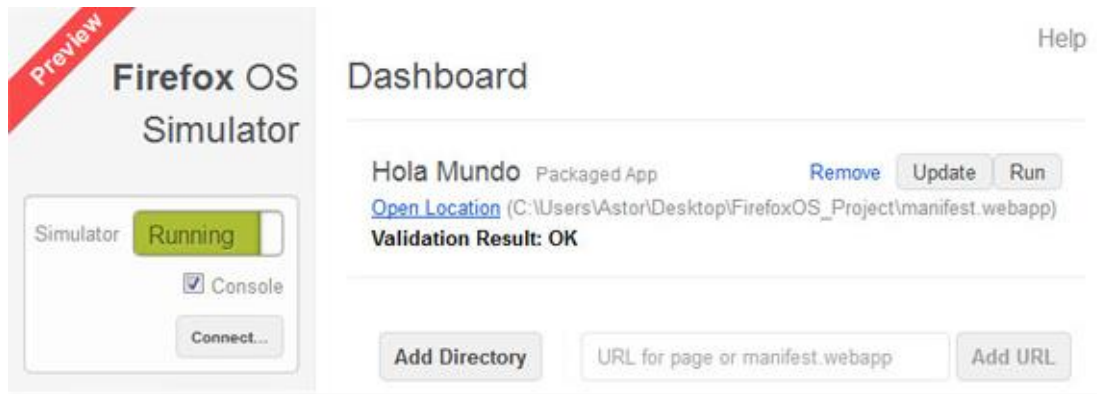 Preview
Firefox OS
Simulator
Simulator Running
Console
Connect...
Help
Dashboard
Hola Mundo Packaged App Remove Update Run
Open Location (C:\Users\Astor\Desktop\FirefoxOS_Project\manifest.webapp)
Validation Result: OK
Add Directory URL for page or manifest.webapp Add URL